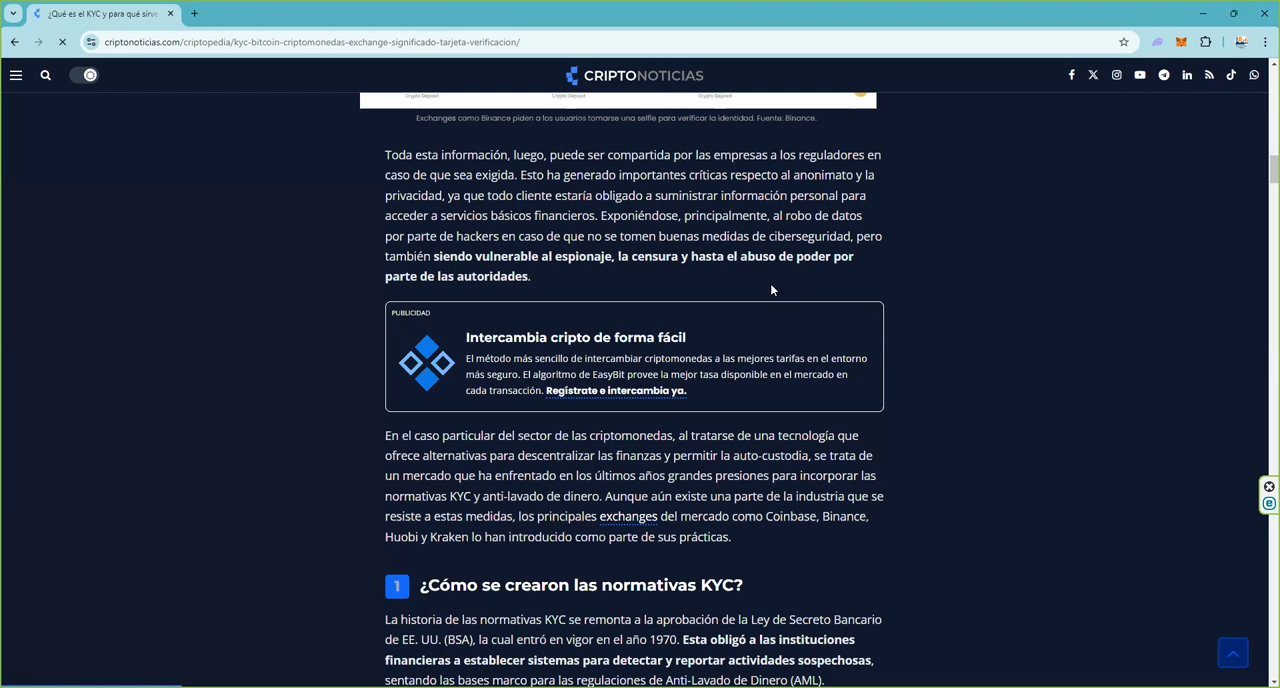 ¿Qué es el KYC y para qué sirve
criptonoticias.com/criptopedia/kyc-bitcoin-criptomonedas-exchange-significado-tarjeta-verificacion/
CRIPTONOTICIAS
Crypto Deposit Crypto Deposit Crypto Deposit
Exchanges como Binance piden a los usuarios tomarse una selfie para verificar la identidad. Fuente: Binance.
Toda esta información, luego, puede ser compartida por las empresas a los reguladores en
caso de que sea exigida. Esto ha generado importantes críticas respecto al anonimato y la
privacidad, ya que todo cliente estaría obligado a suministrar información personal para
acceder a servicios básicos financieros. Exponiéndose, principalmente, al robo de datos
por parte de hackers en caso de que no se tomen buenas medidas de ciberseguridad, pero
también siendo vulnerable al espionaje, la censura y hasta el abuso de poder por
parte de las autoridades.
PUBLICIDAD
Intercambia cripto de forma fácil
El método más sencillo de intercambiar criptomonedas a las mejores tarifas en el entorno
más seguro. El algoritmo de EasyBit provee la mejor tasa disponible en el mercado en
cada transacción. Regístrate e intercambia ya.
En el caso particular del sector de las criptomonedas, al tratarse de una tecnología que
ofrece alternativas para descentralizar las finanzas y permitir la auto-custodia, se trata de
un mercado que ha enfrentado en los últimos años grandes presiones para incorporar las
normativas KYC y anti-lavado de dinero. Aunque aún existe una parte de la industria que se
resiste a estas medidas, los principales exchanges del mercado como Coinbase, Binance,
Huobi y Kraken lo han introducido como parte de sus prácticas.
1 ¿Cómo se crearon las normativas KYC?
La historia de las normativas KYC se remonta a la aprobación de la Ley de Secreto Bancario
de EE. UU. (BSA), la cual entró en vigor en el año 1970. Esta obligó a las instituciones
financieras a establecer sistemas para detectar y reportar actividades sospechosas,
sentando las bases marco para las regulaciones de Anti-Lavado de Dinero (AML).